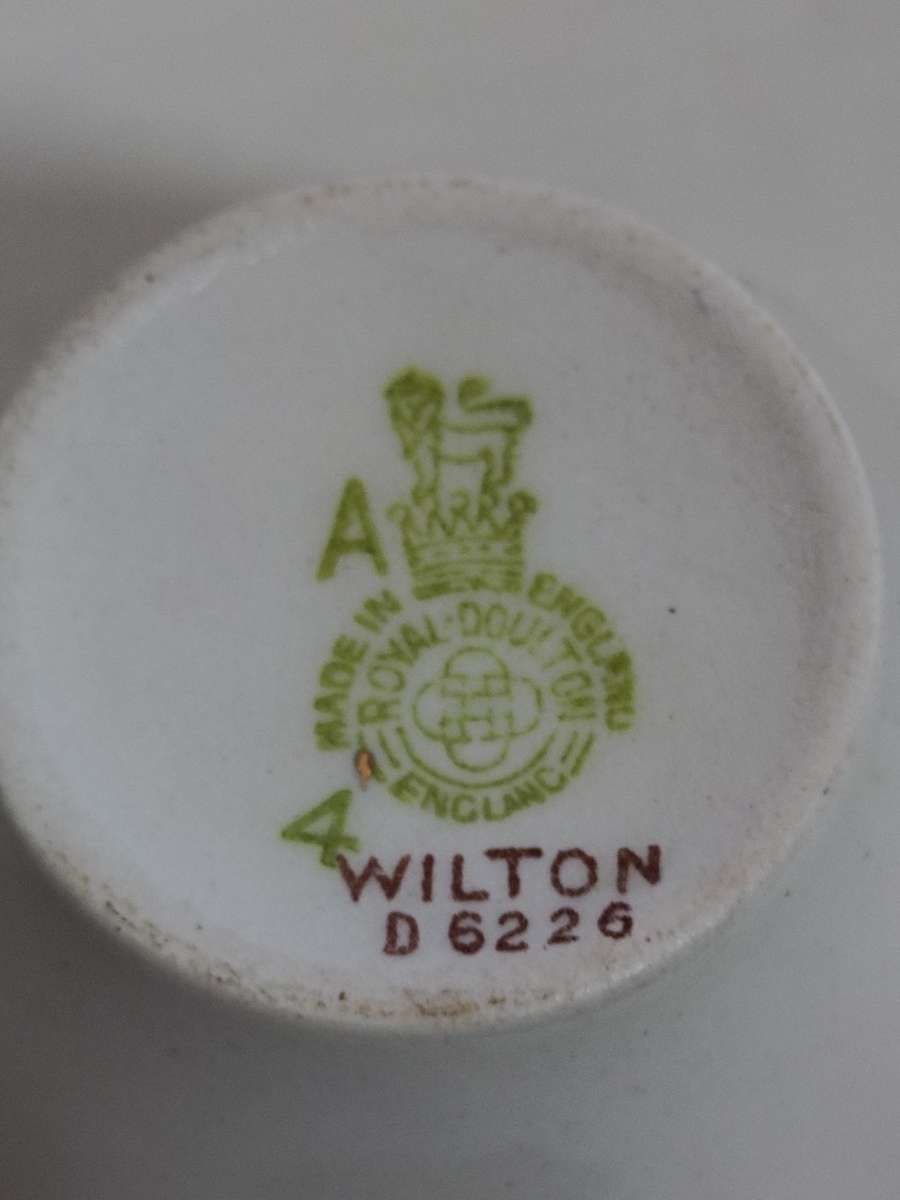 A
MADE IN ENGLAND
ROYAL·DOULTON
ENGLAND
4
WILTON
D 6226